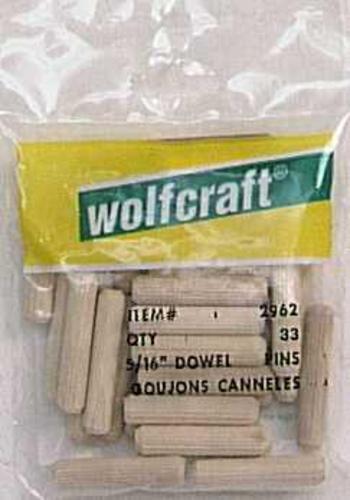 wolfcraft®
ITEM# 2962
QTY 33
5/16" DOWEL PINS
GOUJONS CANNELES